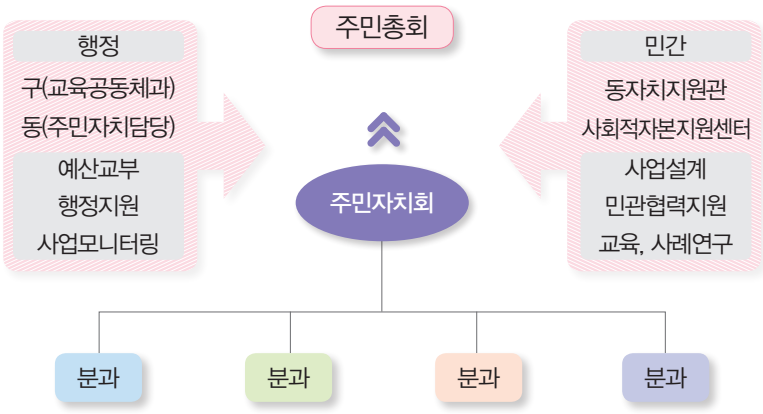 주민총회
행정
구(교육공동체과)
동(주민자치담당)
예산교부
행정지원
사업모니터링
민간
동자치지원관
사회적자본지원센터
사업설계
민관협력지원
교육, 사례연구
주민자치회
분과
분과
분과
분과